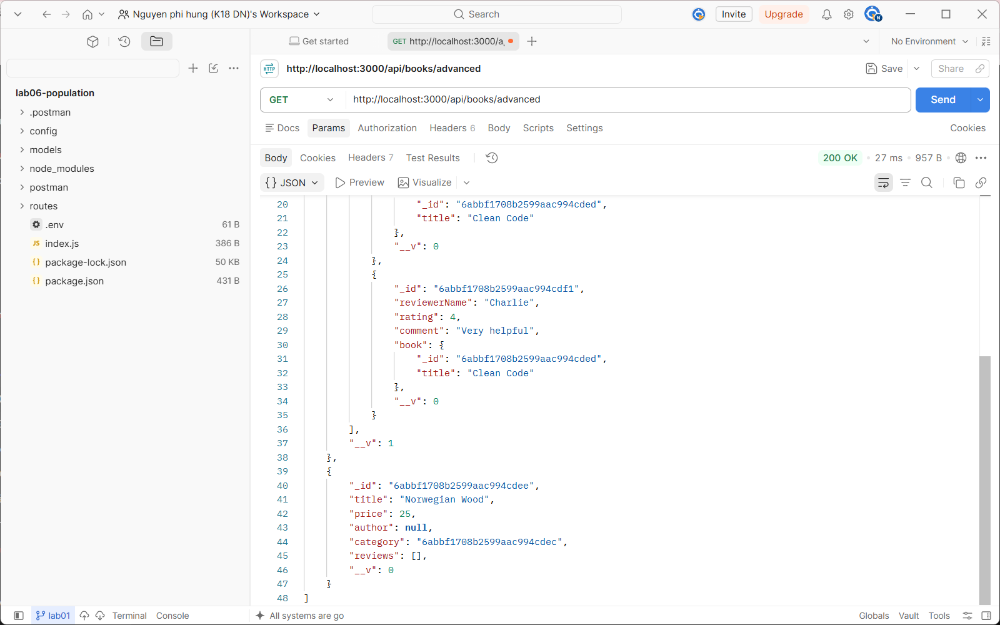 Nguyen phi hung (K18 DN)'s Workspace
Search
Invite
Upgrade
N
Get started
GET http://localhost:3000/a
No Environment
HTTP http://localhost:3000/api/books/advanced
Save
Share
GET
http://localhost:3000/api/books/advanced
Send
Docs
Params
Authorization
Headers 6
Body
Scripts
Settings
Cookies
lab06-population
.postman
config
models
node_modules
postman
routes
.env 61 B
JS index.js 386 B
{} package-lock.json 50 KB
{} package.json 431 B
Body
Cookies
Headers 7
Test Results
200 OK
27 ms
957 B
{} JSON
Preview
Visualize
20 "_id": "6abbf1708b2599aac994cded",
21 "title": "Clean Code"
22 },
23 "__v": 0
24 },
25 {
26 "_id": "6abbf1708b2599aac994cdf1",
27 "reviewerName": "Charlie",
28 "rating": 4,
29 "comment": "Very helpful",
30 "book": {
31 "_id": "6abbf1708b2599aac994cded",
32 "title": "Clean Code"
33 },
34 "__v": 0
35 }
36 ],
37 "__v": 1
38 },
39 {
40 "_id": "6abbf1708b2599aac994cdee",
41 "title": "Norwegian Wood",
42 "price": 25,
43 "author": null,
44 "category": "6abbf1708b2599aac994cdec",
45 "reviews": [],
46 "__v": 0
47 }
48 ]
lab01
Terminal
Console
All systems are go
Globals
Vault
Tools